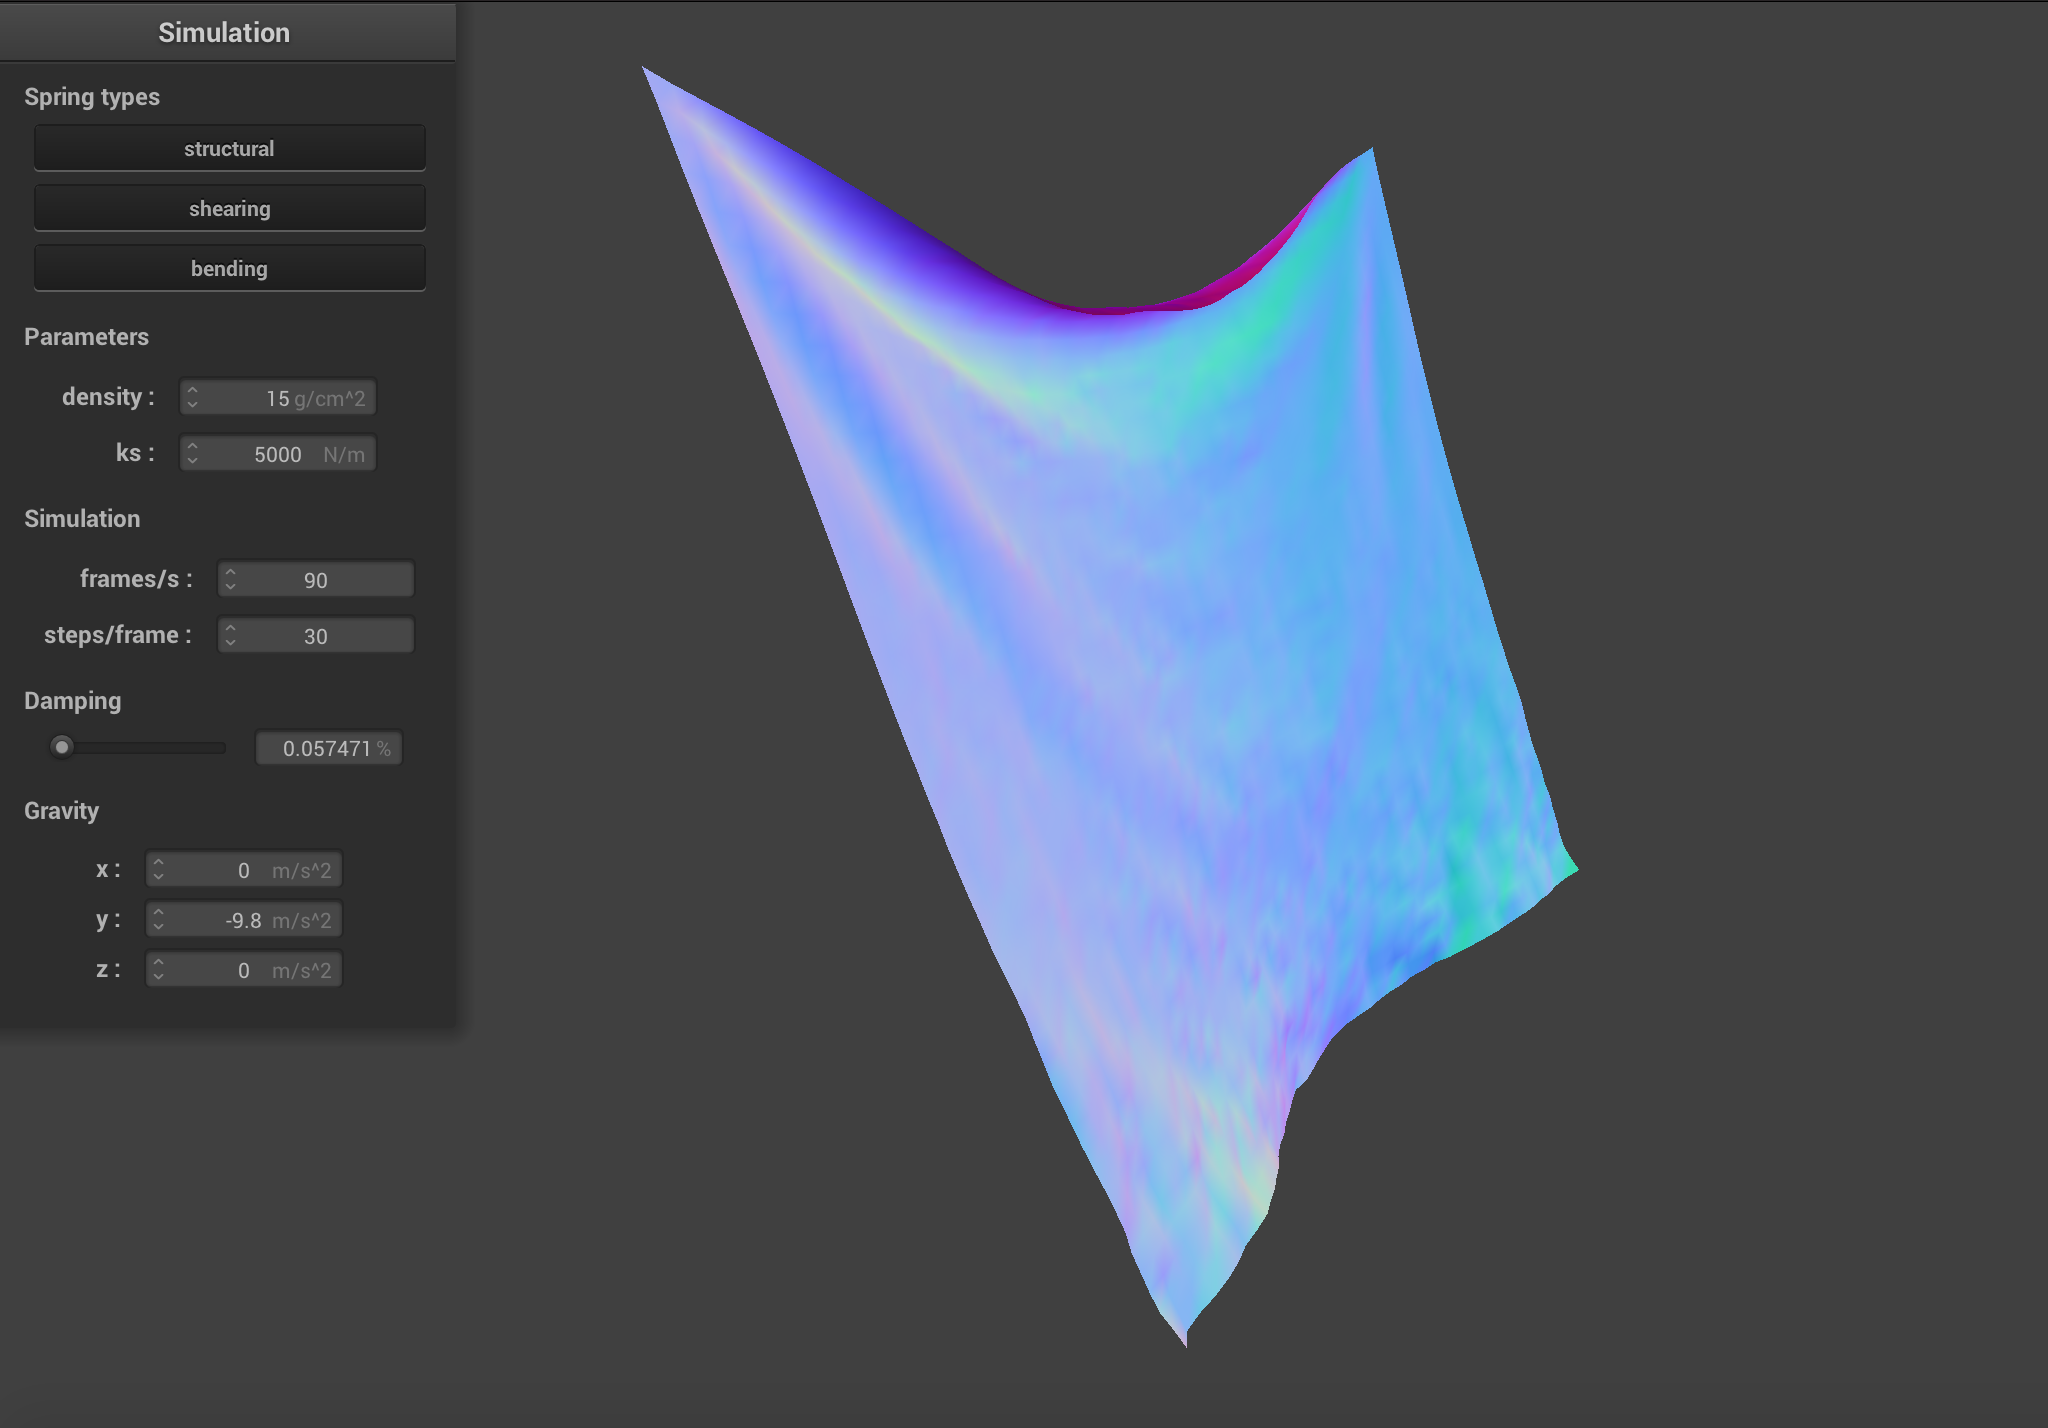 Simulation
Spring types
structural
shearing
bending
Parameters
density : 15 g/cm^2
ks : 5000 N/m
Simulation
frames/s : 90
steps/frame : 30
Damping
0.057471 %
Gravity
x : 0 m/s^2
y : -9.8 m/s^2
z : 0 m/s^2